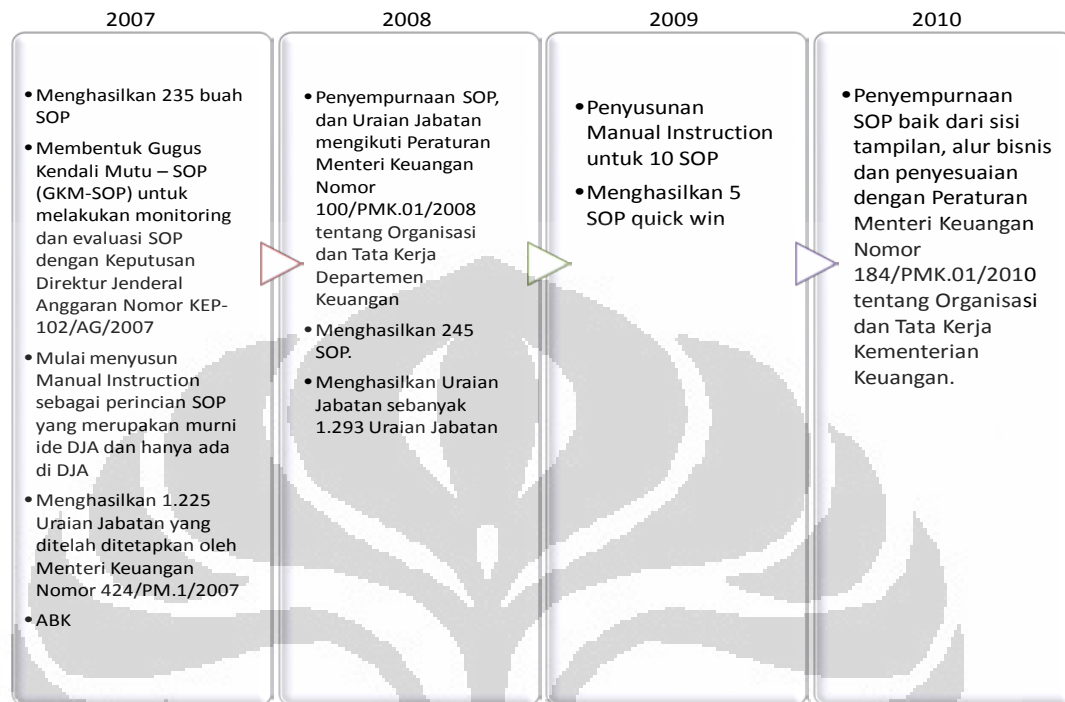 2007
• Menghasilkan 235 buah
SOP
• Membentuk Gugus
Kendali Mutu – SOP
(GKM-SOP) untuk
melakukan monitoring
dan evaluasi SOP
dengan Keputusan
Direktur Jenderal
Anggaran Nomor KEP-
102/AG/2007
• Mulai menyusun
Manual Instruction
sebagai perincian SOP
yang merupakan murni
ide DJA dan hanya ada
di DJA
• Menghasilkan 1.225
Uraian Jabatan yang
ditelah ditetapkan oleh
Menteri Keuangan
Nomor 424/PM.1/2007
• ABK
2008
• Penyempurnaan SOP,
dan Uraian Jabatan
mengikuti Peraturan
Menteri Keuangan
Nomor
100/PMK.01/2008
tentang Organisasi
dan Tata Kerja
Departemen
Keuangan
• Menghasilkan 245
SOP.
• Menghasilkan Uraian
Jabatan sebanyak
1.293 Uraian Jabatan
2009
• Penyusunan
Manual Instruction
untuk 10 SOP
• Menghasilkan 5
SOP quick win
2010
• Penyempurnaan
SOP baik dari sisi
tampilan, alur bisnis
dan penyesuaian
dengan Peraturan
Menteri Keuangan
Nomor
184/PMK.01/2010
tentang Organisasi
dan Tata Kerja
Kementerian
Keuangan.